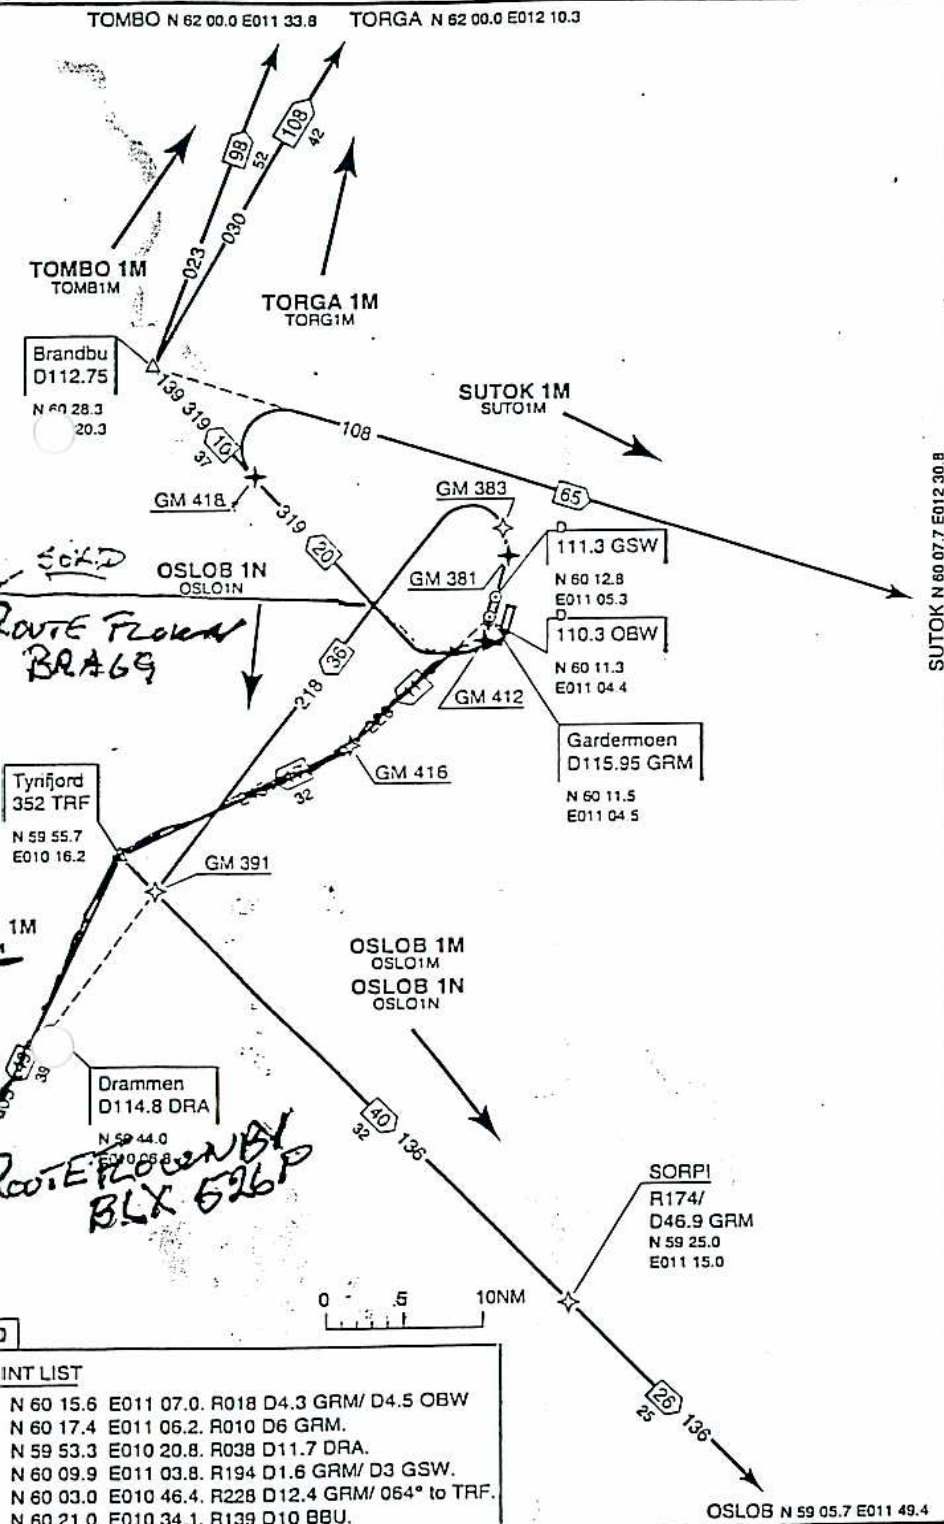 TOMBO N 62 00.0 E011 33.8
TORGA N 62 00.0 E012 10.3
98
52
108
42
023
030
TOMBO 1M
TOMB1M
TORGA 1M
TORG1M
Brandbu
D112.75
N 60 28.3
20.3
139
319
10
37
108
SUTOK 1M
SUTO1M
65
SUTOK N 60 07.7 E012 30.8
GM 418
GM 383
319
20
SOLID
OSLOB 1N
OSLO1N
GM 381
D
111.3 GSW
N 60 12.8
E011 05.3
D
110.3 OBW
N 60 11.3
E011 04.4
ROUTE FLOWN
BRAGG
36
218
GM 412
Gardermoen
D115.95 GRM
N 60 11.5
E011 04.5
GM 416
32
Tyrifjord
352 TRF
N 59 55.7
E010 16.2
GM 391
1M
OSLOB 1M
OSLO1M
OSLOB 1N
OSLO1N
39
Drammen
D114.8 DRA
N 59 44.0
E010 06.8
ROUTE FLOWN BY
BLX 526P
40
32
136
SORPI
R174/
D46.9 GRM
N 59 25.0
E011 15.0
0 5 10NM
26
25
136
INT LIST
N 60 15.6 E011 07.0. R018 D4.3 GRM/ D4.5 OBW
N 60 17.4 E011 06.2. R010 D6 GRM.
N 59 53.3 E010 20.8. R038 D11.7 DRA.
N 60 09.9 E011 03.8. R194 D1.6 GRM/ D3 GSW.
N 60 03.0 E010 46.4. R228 D12.4 GRM/ 064° to TRF.
N 60 21.0 E010 34.1. R139 D10 BBU.
OSLOB N 59 05.7 E011 49.4